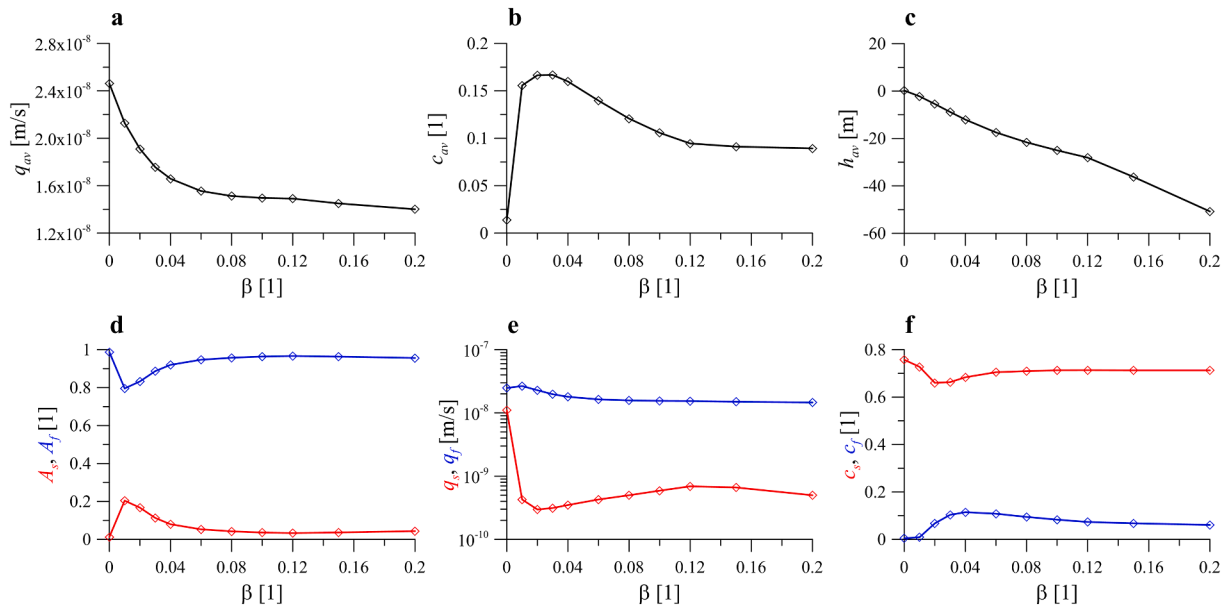 a
2.8x10⁻⁸
2.4x10⁻⁸
2.0x10⁻⁸
1.6x10⁻⁸
1.2x10⁻⁸
q_av [m/s]
0 0.04 0.08 0.12 0.16 0.2
β [1]
b
0.2
0.15
0.1
0.05
0
c_av [1]
0 0.04 0.08 0.12 0.16 0.2
β [1]
c
20
0
-20
-40
-60
h_av [m]
0 0.04 0.08 0.12 0.16 0.2
β [1]
d
1
0.8
0.6
0.4
0.2
0
A_s, A_f [1]
0 0.04 0.08 0.12 0.16 0.2
β [1]
e
10⁻⁷
10⁻⁸
10⁻⁹
10⁻¹⁰
q_s, q_f [m/s]
0 0.04 0.08 0.12 0.16 0.2
β [1]
f
0.8
0.6
0.4
0.2
0
c_s, c_f [1]
0 0.04 0.08 0.12 0.16 0.2
β [1]